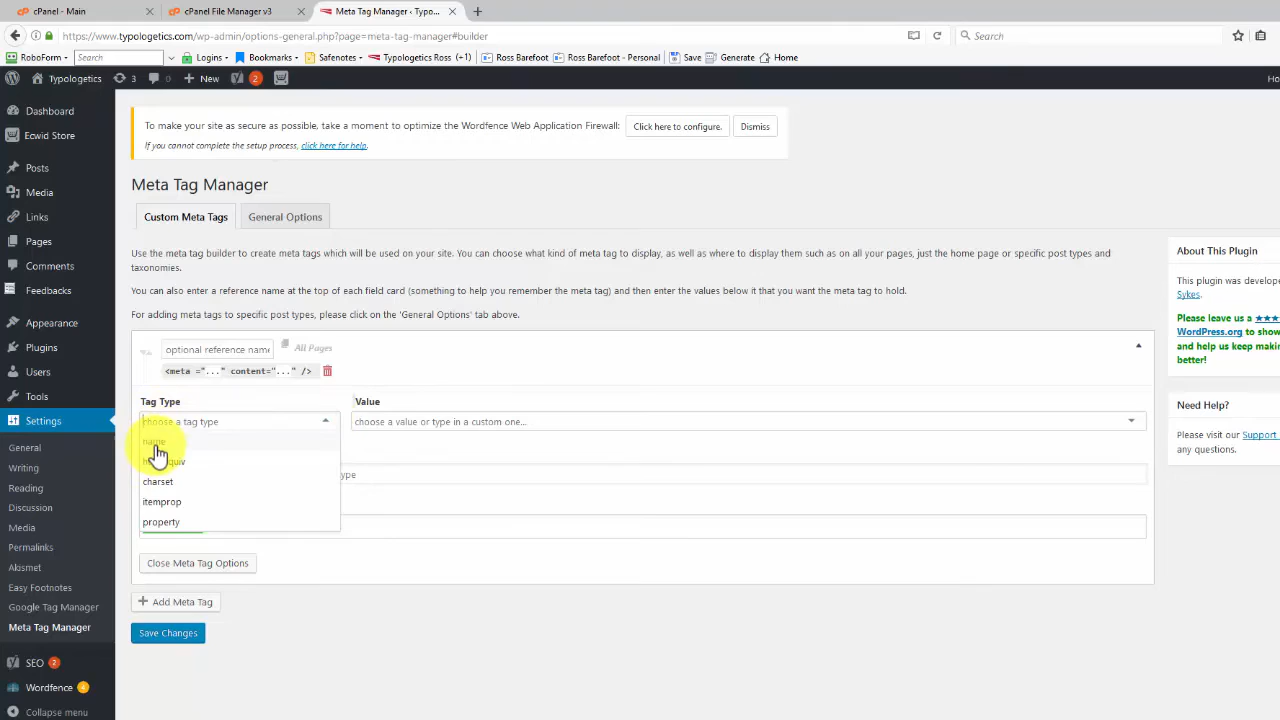 cPanel - Main
cPanel File Manager v3
Meta Tag Manager ‹ Typo...
https://www.typologetics.com/wp-admin/options-general.php?page=meta-tag-manager#builder
Search
RoboForm
Search
Logins
Bookmarks
Safenotes
Typologetics Ross (+1)
Ross Barefoot
Ross Barefoot - Personal
Save
Generate
Home
Typologetics
3
0
New
2
Dashboard
Ecwid Store
Posts
Media
Links
Pages
Comments
Feedbacks
Appearance
Plugins
Users
Tools
Settings
General
Writing
Reading
Discussion
Media
Permalinks
Akismet
Easy Footnotes
Google Tag Manager
Meta Tag Manager
SEO 2
Wordfence 4
Collapse menu
To make your site as secure as possible, take a moment to optimize the Wordfence Web Application Firewall:
Click here to configure.
Dismiss
If you cannot complete the setup process, click here for help.
Meta Tag Manager
Custom Meta Tags
General Options
Use the meta tag builder to create meta tags which will be used on your site. You can choose what kind of meta tag to display, as well as where to display them such as on all your pages, just the home page or specific post types and
taxonomies.
You can also enter a reference name at the top of each field card (something to help you remember the meta tag) and then enter the values below it that you want the meta tag to hold.
For adding meta tags to specific post types, please click on the 'General Options' tab above.
optional reference name
All Pages
<meta ="..." content="..." />
Tag Type
Value
choose a tag type
choose a value or type in a custom one...
name
charset
itemprop
property
Close Meta Tag Options
Add Meta Tag
Save Changes
About This Plugin
This plugin was develope
Sykes.
Please leave us a ★★★
WordPress.org to show
and help us keep makin
better!
Need Help?
Please visit our Support
any questions.